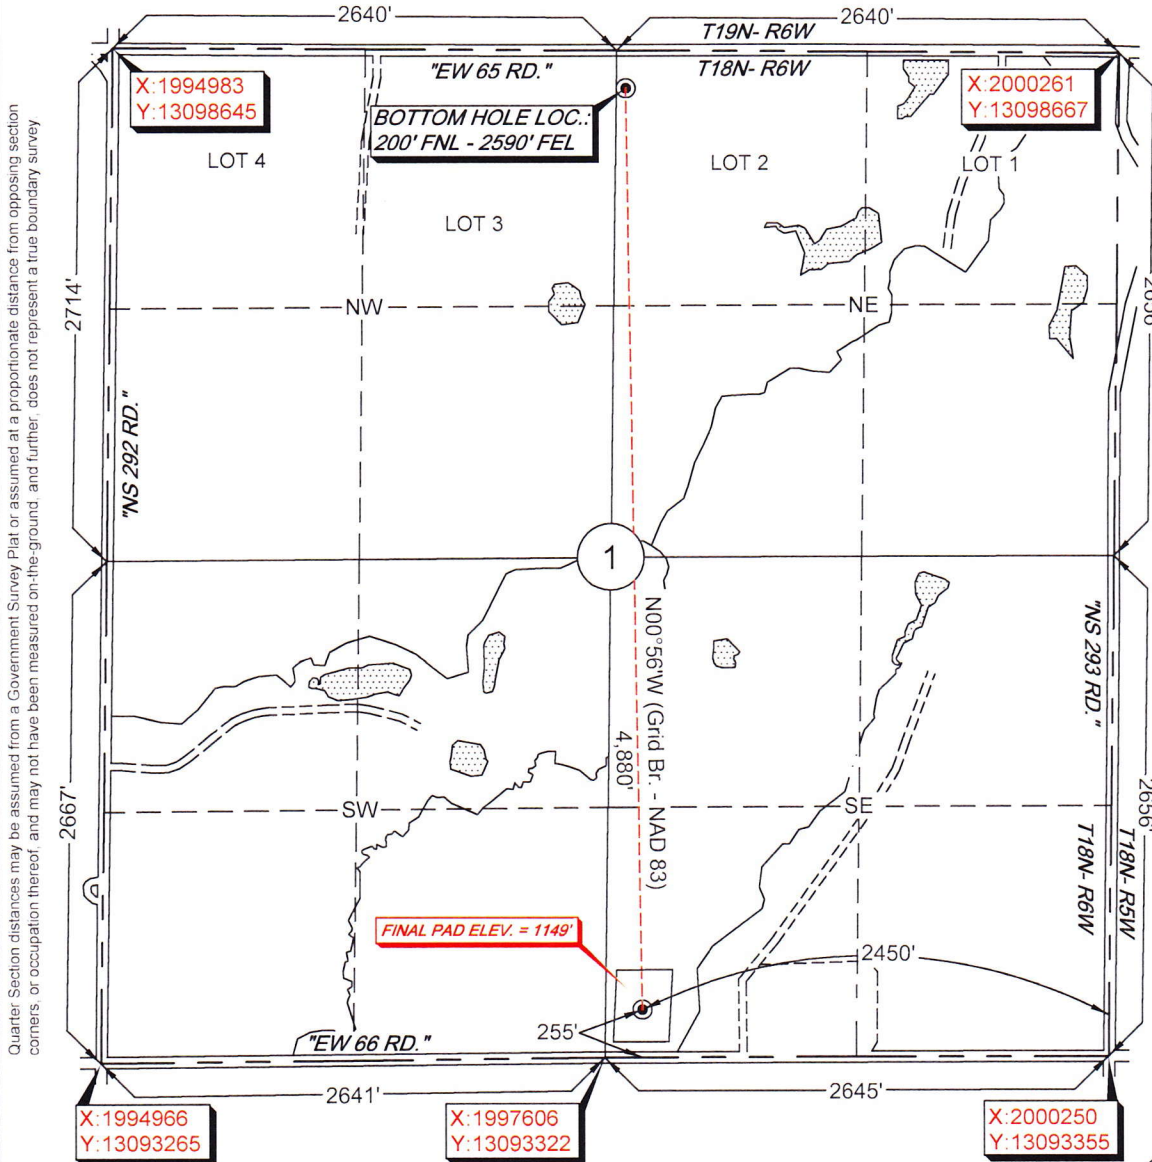 2640'
2640'
T19N- R6W
T18N- R6W
"EW 65 RD."
X:1994983
Y:13098645
X:2000261
Y:13098667
BOTTOM HOLE LOC.:
200' FNL - 2590' FEL
LOT 4
LOT 2
LOT 1
LOT 3
2714'
NW
NE
"NS 292 RD."
Quarter Section distances may be assumed from a Government Survey Plat or assumed at a proportionate distance from opposing section
corners, or occupation thereof, and may not have been measured on-the-ground, and further, does not represent a true boundary survey
1
N00°56'W (Grid Br. - NAD 83)
4,880'
"NS 293 RD."
2667'
SW
SE
2656'
T18N- R6W
T18N- R5W
FINAL PAD ELEV. = 1149'
2450'
255'
"EW 66 RD."
2641'
2645'
X:1994966
Y:13093265
X:1997606
Y:13093322
X:2000250
Y:13093355